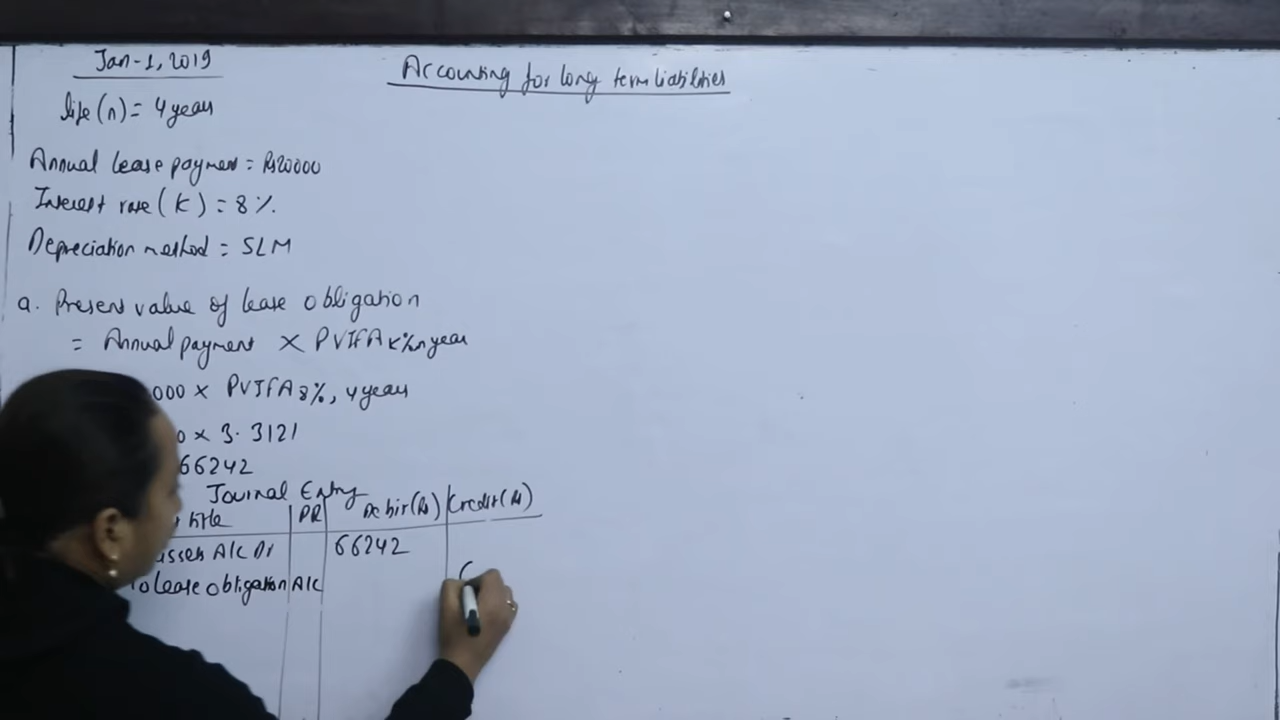 Jan-1, 2019
Accounting for long term liabilities
life (n) = 4 years
Annual lease payment = Rs20000
Interest rate (K) = 8%.
Depreciation method = SLM
a. Present value of lease obligation
= Annual payment × PVIFA K%, n year
000 × PVIFA 8%, 4 years
0 × 3.3121
66242
Journal Entry
title PR Debit (Rs) Credit (Rs)
Assets A/C Dr 66242
To lease obligation A/C